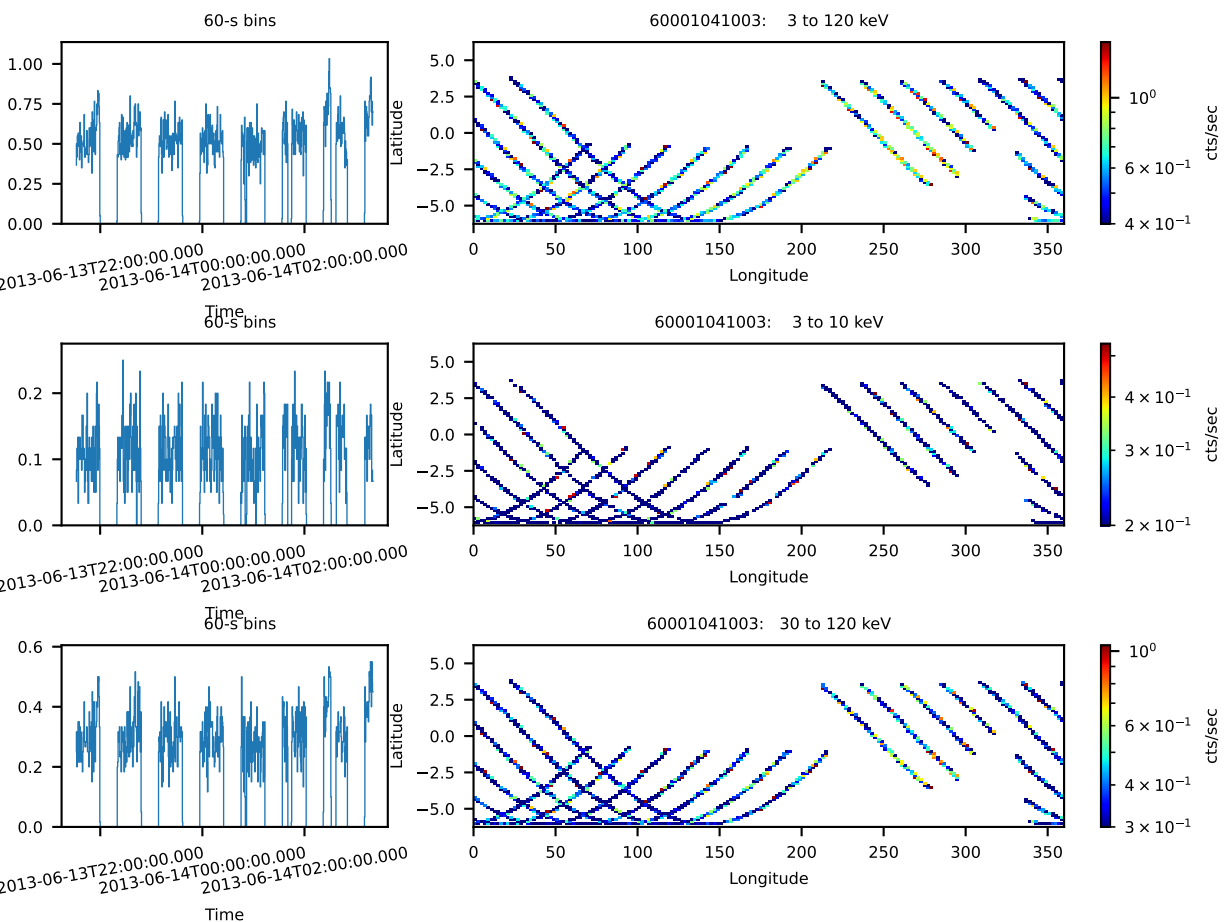 60-s bins
60001041003: 3 to 120 keV
1.00
0.75
0.50
0.25
0.00
2013-06-13T22:00:00.000
2013-06-14T00:00:00.000
2013-06-14T02:00:00.000
Time
Latitude
5.0
2.5
0.0
−2.5
−5.0
0 50 100 150 200 250 300 350
Longitude
10⁰
6 × 10⁻¹
4 × 10⁻¹
cts/sec
60-s bins
60001041003: 3 to 10 keV
0.2
0.1
0.0
2013-06-13T22:00:00.000
2013-06-14T00:00:00.000
2013-06-14T02:00:00.000
Time
Latitude
5.0
2.5
0.0
−2.5
−5.0
0 50 100 150 200 250 300 350
Longitude
4 × 10⁻¹
3 × 10⁻¹
2 × 10⁻¹
cts/sec
60-s bins
60001041003: 30 to 120 keV
0.6
0.4
0.2
0.0
2013-06-13T22:00:00.000
2013-06-14T00:00:00.000
2013-06-14T02:00:00.000
Time
Latitude
5.0
2.5
0.0
−2.5
−5.0
0 50 100 150 200 250 300 350
Longitude
10⁰
6 × 10⁻¹
4 × 10⁻¹
3 × 10⁻¹
cts/sec